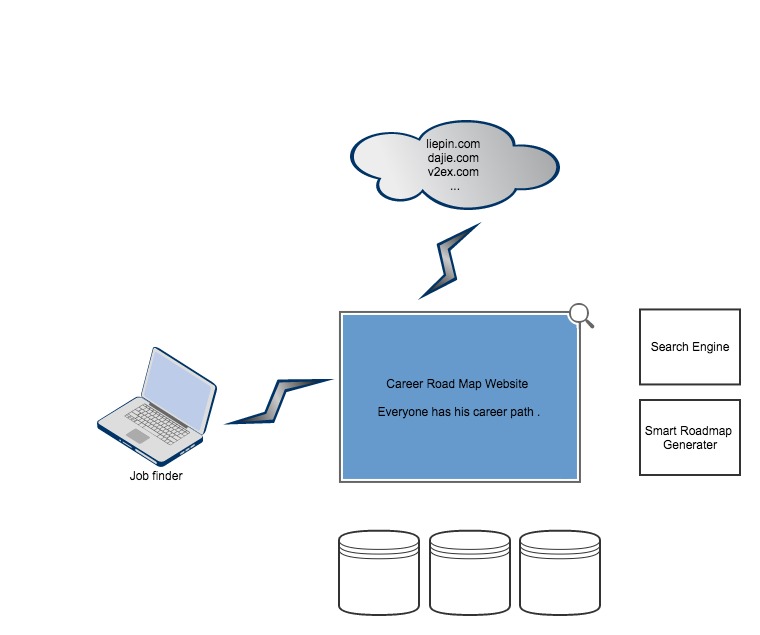 liepin.com
dajie.com
v2ex.com
...
Career Road Map Website
Everyone has his career path .
Search Engine
Smart Roadmap
Generater
Job finder